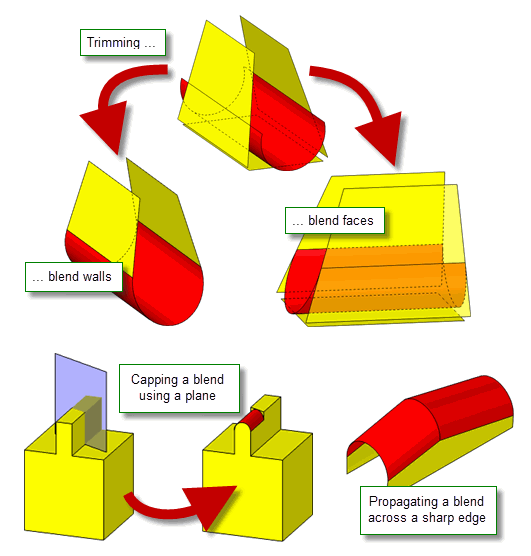 Trimming ...
... blend walls
... blend faces
Capping a blend
using a plane
Propagating a blend
across a sharp edge